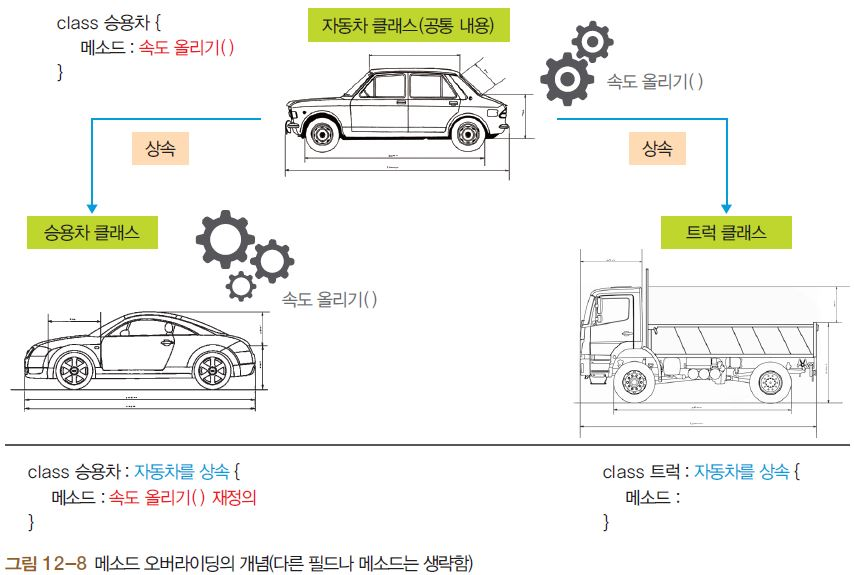 class 승용차 {
메소드 : 속도 올리기( )
}
자동차 클래스(공통 내용)
속도 올리기( )
상속
상속
승용차 클래스
트럭 클래스
속도 올리기( )
class 승용차 : 자동차를 상속 {
메소드 : 속도 올리기( ) 재정의
}
class 트럭 : 자동차를 상속 {
메소드 :
}
그림 12-8 메소드 오버라이딩의 개념(다른 필드나 메소드는 생략함)